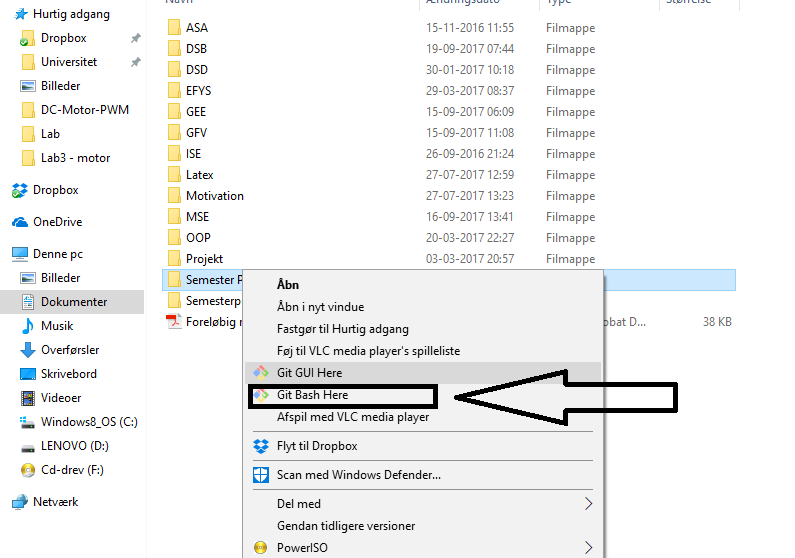 Hurtig adgang
Dropbox
Universitet
Billeder
DC-Motor-PWM
Lab
Lab3 - motor
Dropbox
OneDrive
Denne pc
Billeder
Dokumenter
Musik
Overførsler
Skrivebord
Videoer
Windows8_OS (C:)
LENOVO (D:)
Cd-drev (F:)
Netværk
Navn Ændringsdato Type Størrelse
ASA 15-11-2016 11:55 Filmappe
DSB 19-09-2017 07:44 Filmappe
DSD 30-01-2017 10:18 Filmappe
EFYS 29-03-2017 08:37 Filmappe
GEE 15-09-2017 06:09 Filmappe
GFV 15-09-2017 11:08 Filmappe
ISE 26-09-2016 21:24 Filmappe
Latex 27-07-2017 12:59 Filmappe
Motivation 27-07-2017 13:23 Filmappe
MSE 16-09-2017 13:41 Filmappe
OOP 20-03-2017 22:27 Filmappe
Projekt 03-03-2017 20:57 Filmappe
Semester P
Semesterp
Foreløbig obat D... 38 KB
Åbn
Åbn i nyt vindue
Fastgør til Hurtig adgang
Føj til VLC media player's spilleliste
Git GUI Here
Git Bash Here
Afspil med VLC media player
Flyt til Dropbox
Scan med Windows Defender...
Del med
Gendan tidligere versioner
PowerISO